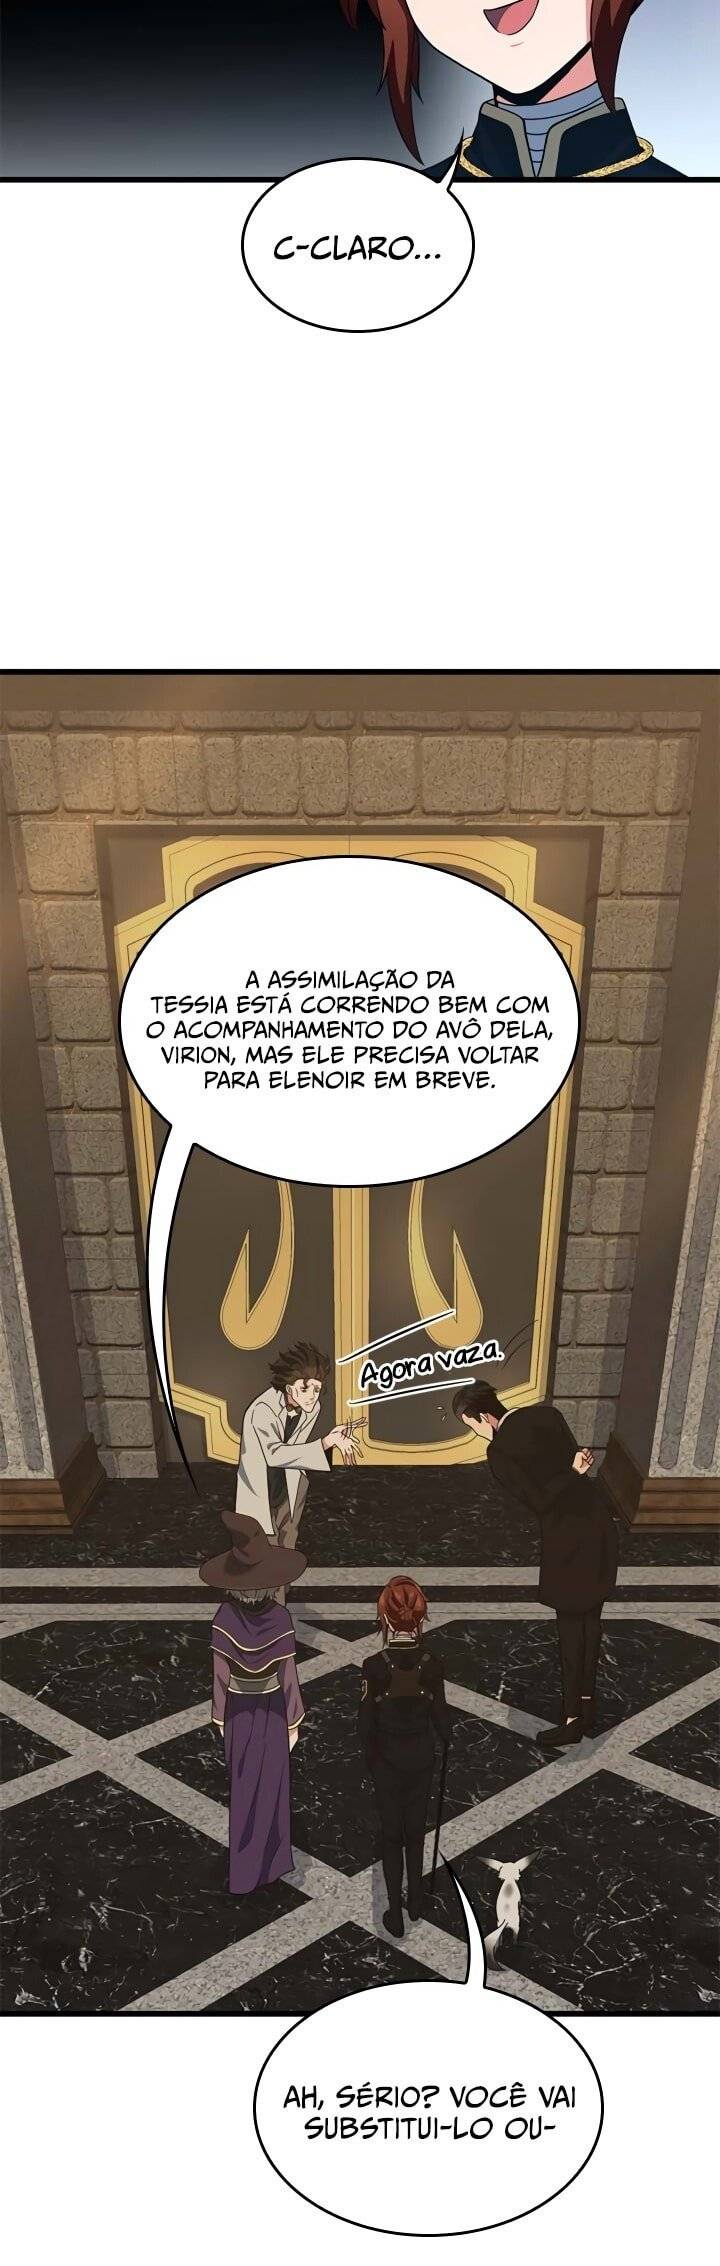 C-CLARO...
A ASSIMILAÇÃO DA
TESSIA ESTÁ CORRENDO BEM COM
O ACOMPANHAMENTO DO AVÔ DELA,
VIRION, MAS ELE PRECISA VOLTAR
PARA ELENOIR EM BREVE.
Agora vaza.
AH, SÉRIO? VOCÊ VAI
SUBSTITUI-LO OU-